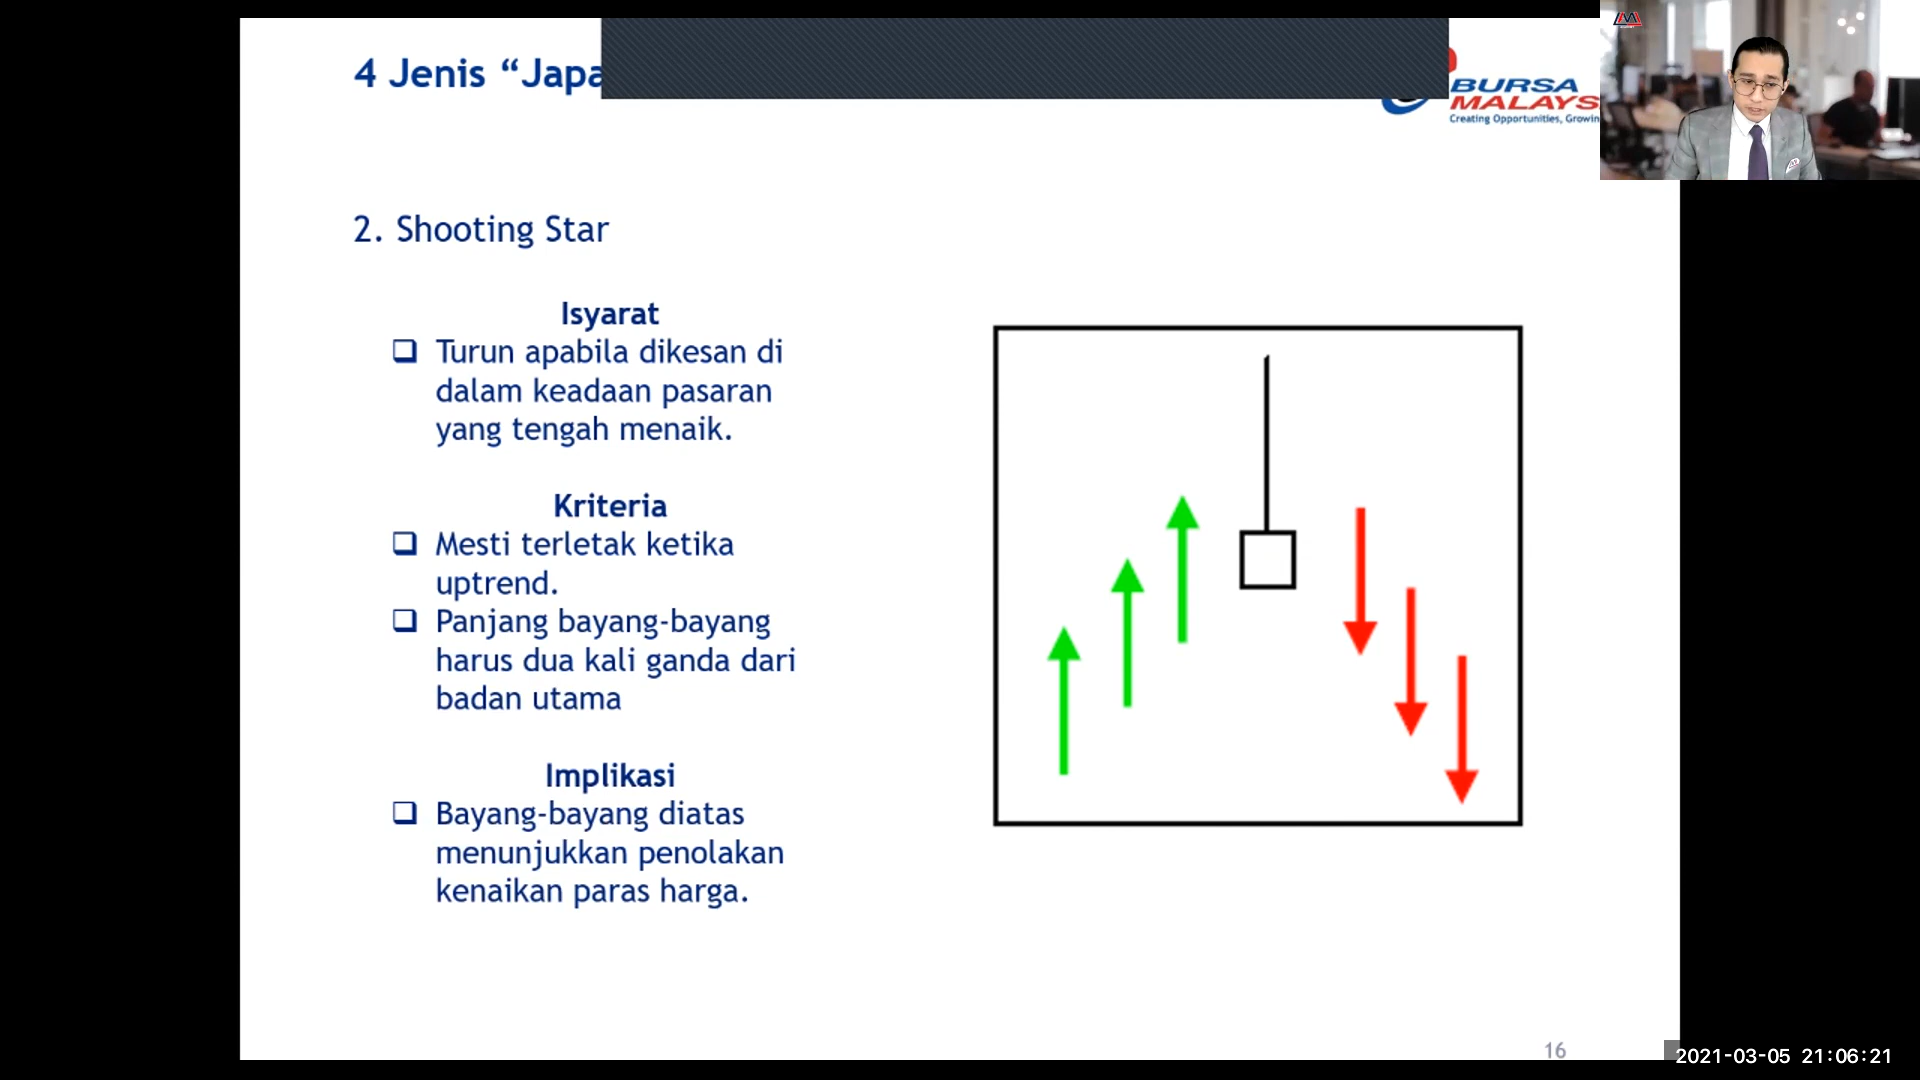 4 Jenis “Japa
BURSA
MALAYS
Creating Opportunities, Growin
2. Shooting Star
Isyarat
❑ Turun apabila dikesan di
dalam keadaan pasaran
yang tengah menaik.
Kriteria
❑ Mesti terletak ketika
uptrend.
❑ Panjang bayang-bayang
harus dua kali ganda dari
badan utama
Implikasi
❑ Bayang-bayang diatas
menunjukkan penolakan
kenaikan paras harga.
16
2021-03-05 21:06:21